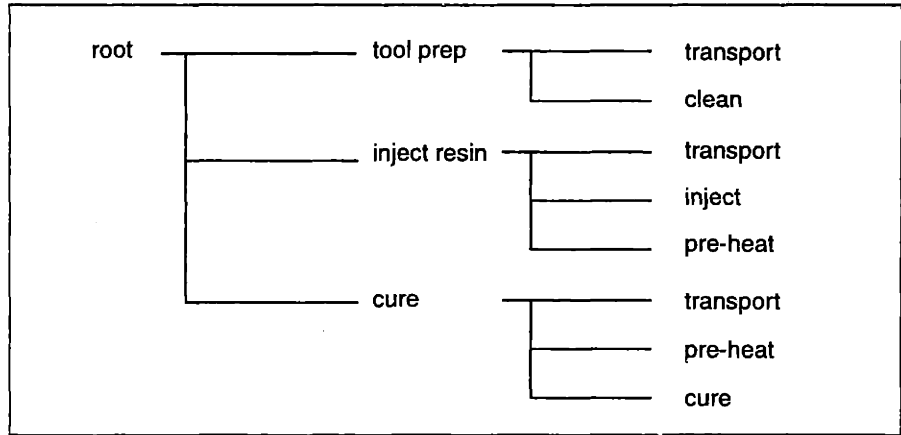 root tool prep transport
clean
inject resin transport
inject
pre-heat
cure transport
pre-heat
cure